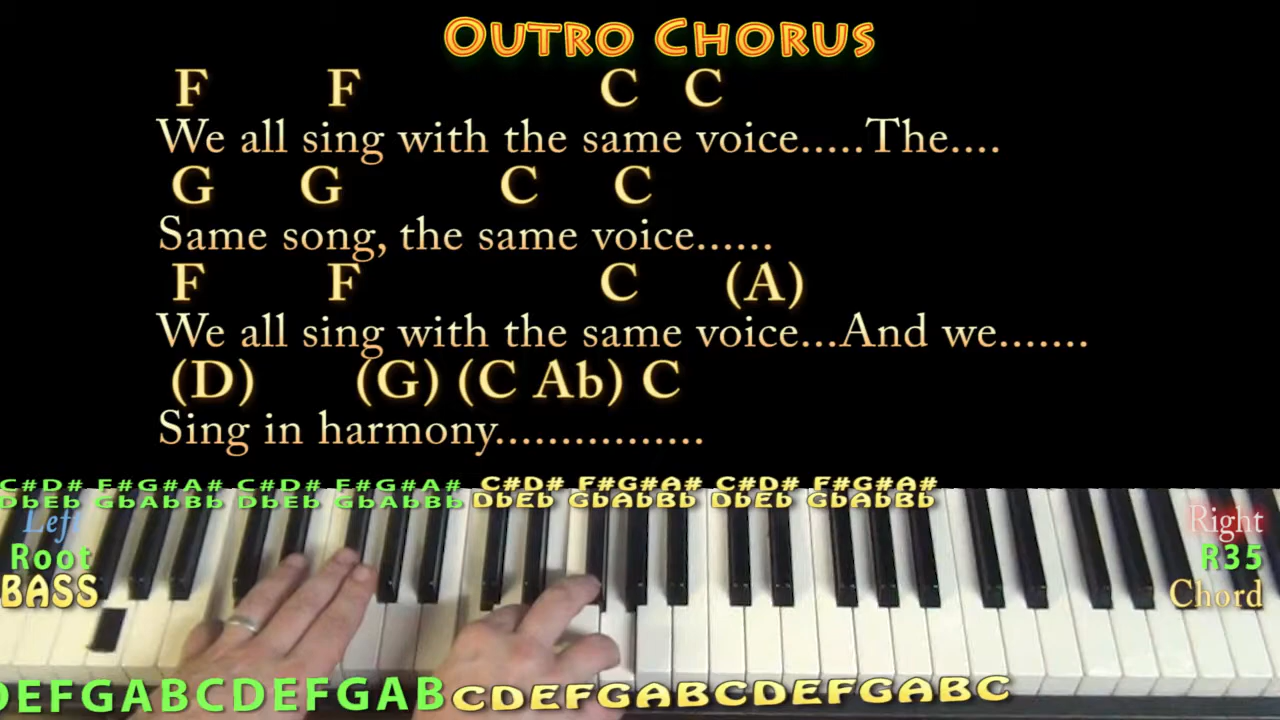 OUTRO CHORUS
F F C C
We all sing with the same voice.....The....
G G C C
Same song, the same voice......
F F C (A)
We all sing with the same voice...And we.......
(D) (G) (C Ab) C
Sing in harmony................
C#D# F#G#A# C#D# F#G#A# C#D# F#G#A# C#D# F#G#A#
DbEb GbAbBb DbEb GbAbBb DbEb GbAbBb DbEb GbAbBb
Left
Root
BASS
Right
R35
Chord
DEFGABCDEFGAB CDEFGABCDEFGABC